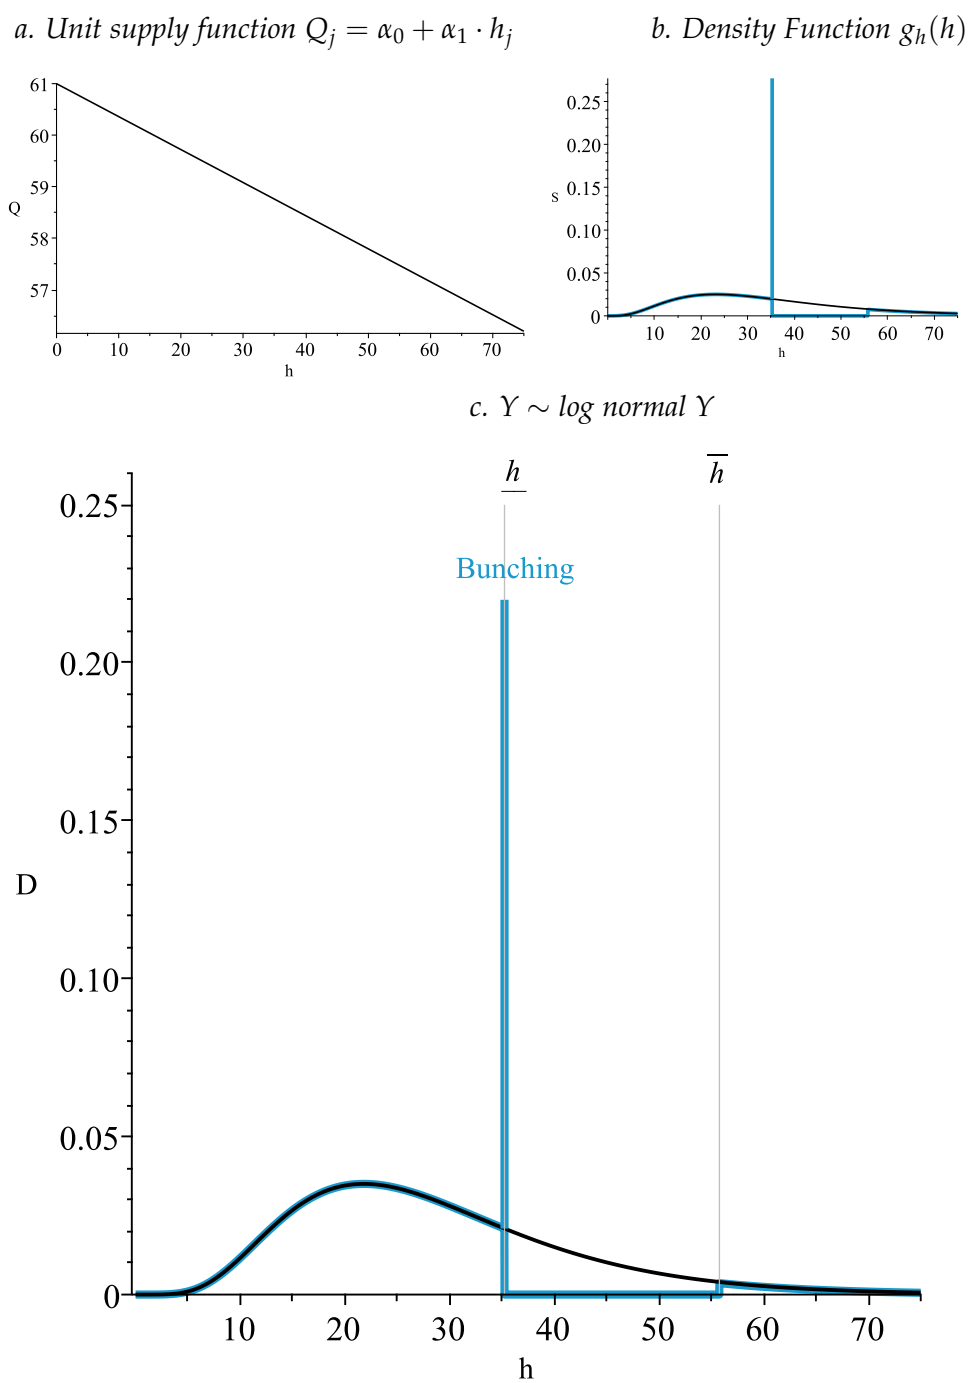 a. Unit supply function Q_j = α_0 + α_1 · h_j
b. Density Function g_h(h)
61
60
59
58
57
Q
0 10 20 30 40 50 60 70
h
0.25
0.20
0.15
0.10
0.05
0
S
10 20 30 40 50 60 70
h
c. Y ∼ log normal Y
h h̅
Bunching
0.25
0.20
0.15
0.10
0.05
0
D
10 20 30 40 50 60 70
h